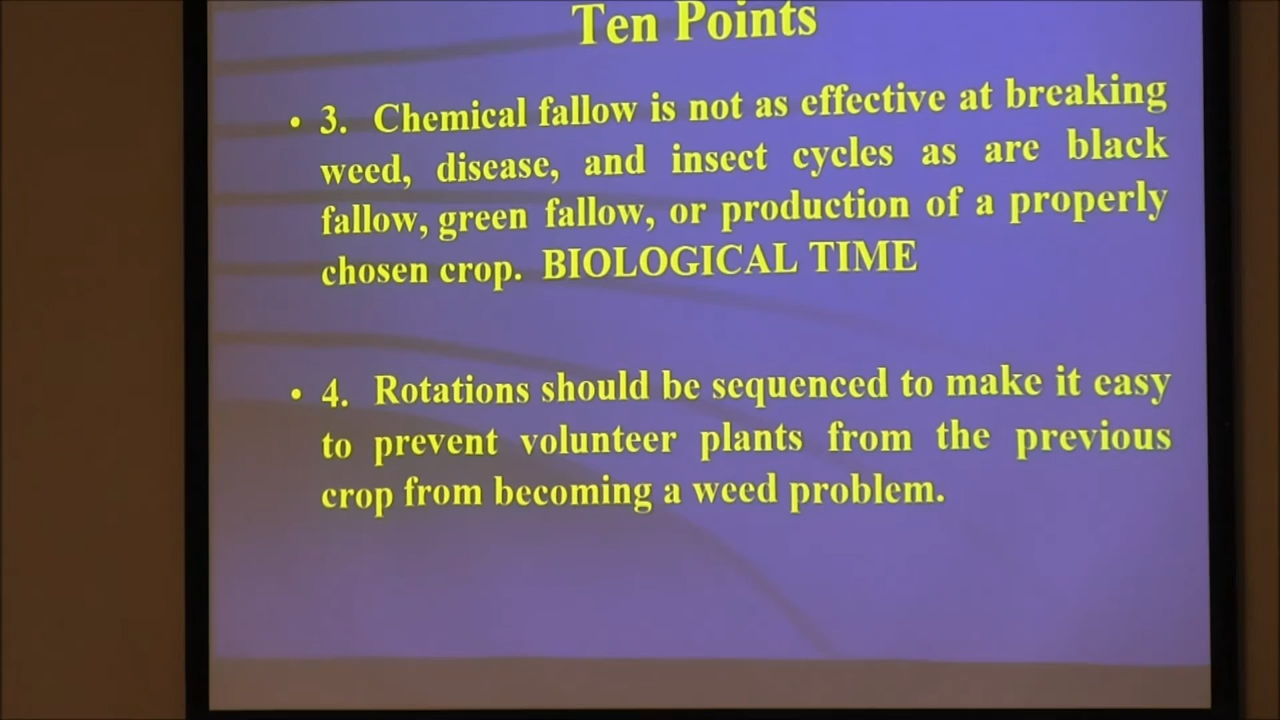 Ten Points
• 3. Chemical fallow is not as effective at breaking
weed, disease, and insect cycles as are black
fallow, green fallow, or production of a properly
chosen crop. BIOLOGICAL TIME
• 4. Rotations should be sequenced to make it easy
to prevent volunteer plants from the previous
crop from becoming a weed problem.